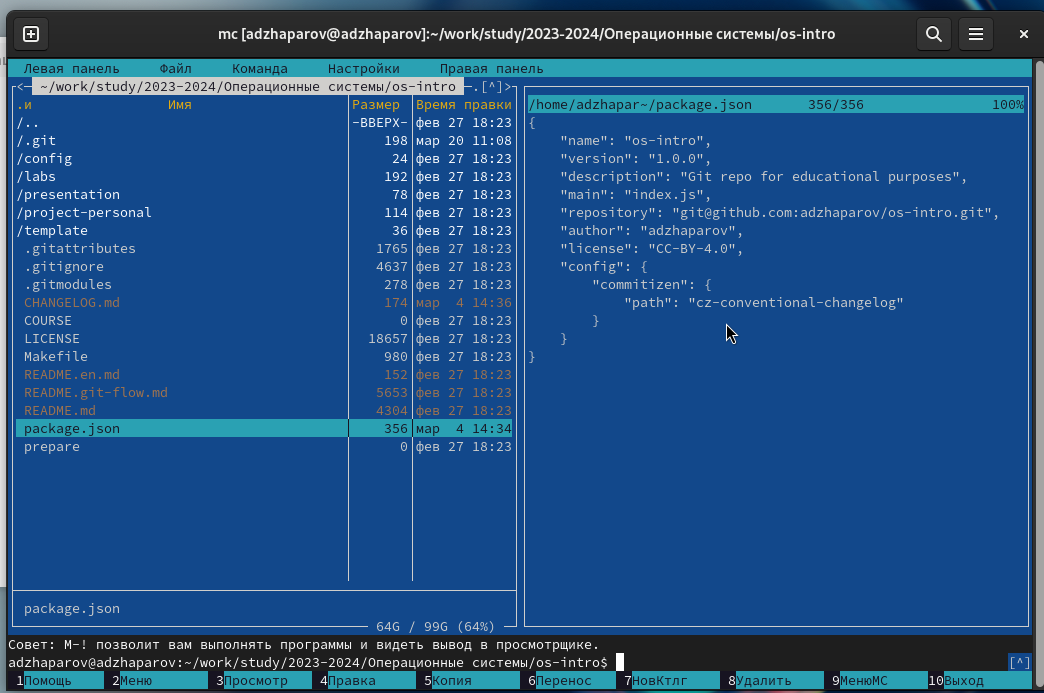 mc [adzhaparov@adzhaparov]:~/work/study/2023-2024/Операционные системы/os-intro
Левая панель Файл Команда Настройки Правая панель
<─ ~/work/study/2023-2024/Операционные системы/os-intro ─.[^]>
.и Имя Размер Время правки
/.. -ВВЕРХ- фев 27 18:23
/.git 198 мар 20 11:08
/config 24 фев 27 18:23
/labs 192 фев 27 18:23
/presentation 78 фев 27 18:23
/project-personal 114 фев 27 18:23
/template 36 фев 27 18:23
.gitattributes 1765 фев 27 18:23
.gitignore 4637 фев 27 18:23
.gitmodules 278 фев 27 18:23
CHANGELOG.md 174 мар 4 14:36
COURSE 0 фев 27 18:23
LICENSE 18657 фев 27 18:23
Makefile 980 фев 27 18:23
README.en.md 152 фев 27 18:23
README.git-flow.md 5653 фев 27 18:23
README.md 4304 фев 27 18:23
package.json 356 мар 4 14:34
prepare 0 фев 27 18:23
package.json
64G / 99G (64%)
/home/adzhapar~/package.json 356/356 100%
{
    "name": "os-intro",
    "version": "1.0.0",
    "description": "Git repo for educational purposes",
    "main": "index.js",
    "repository": "git@github.com:adzhaparov/os-intro.git",
    "author": "adzhaparov",
    "license": "CC-BY-4.0",
    "config": {
        "commitizen": {
            "path": "cz-conventional-changelog"
        }
    }
}
Совет: M-! позволит вам выполнять программы и видеть вывод в просмотрщике.
adzhaparov@adzhaparov:~/work/study/2023-2024/Операционные системы/os-intro$ [^]
1Помощь 2Меню 3Просмотр 4Правка 5Копия 6Перенос 7НовКтлг 8Удалить 9МенюМС 10Выход